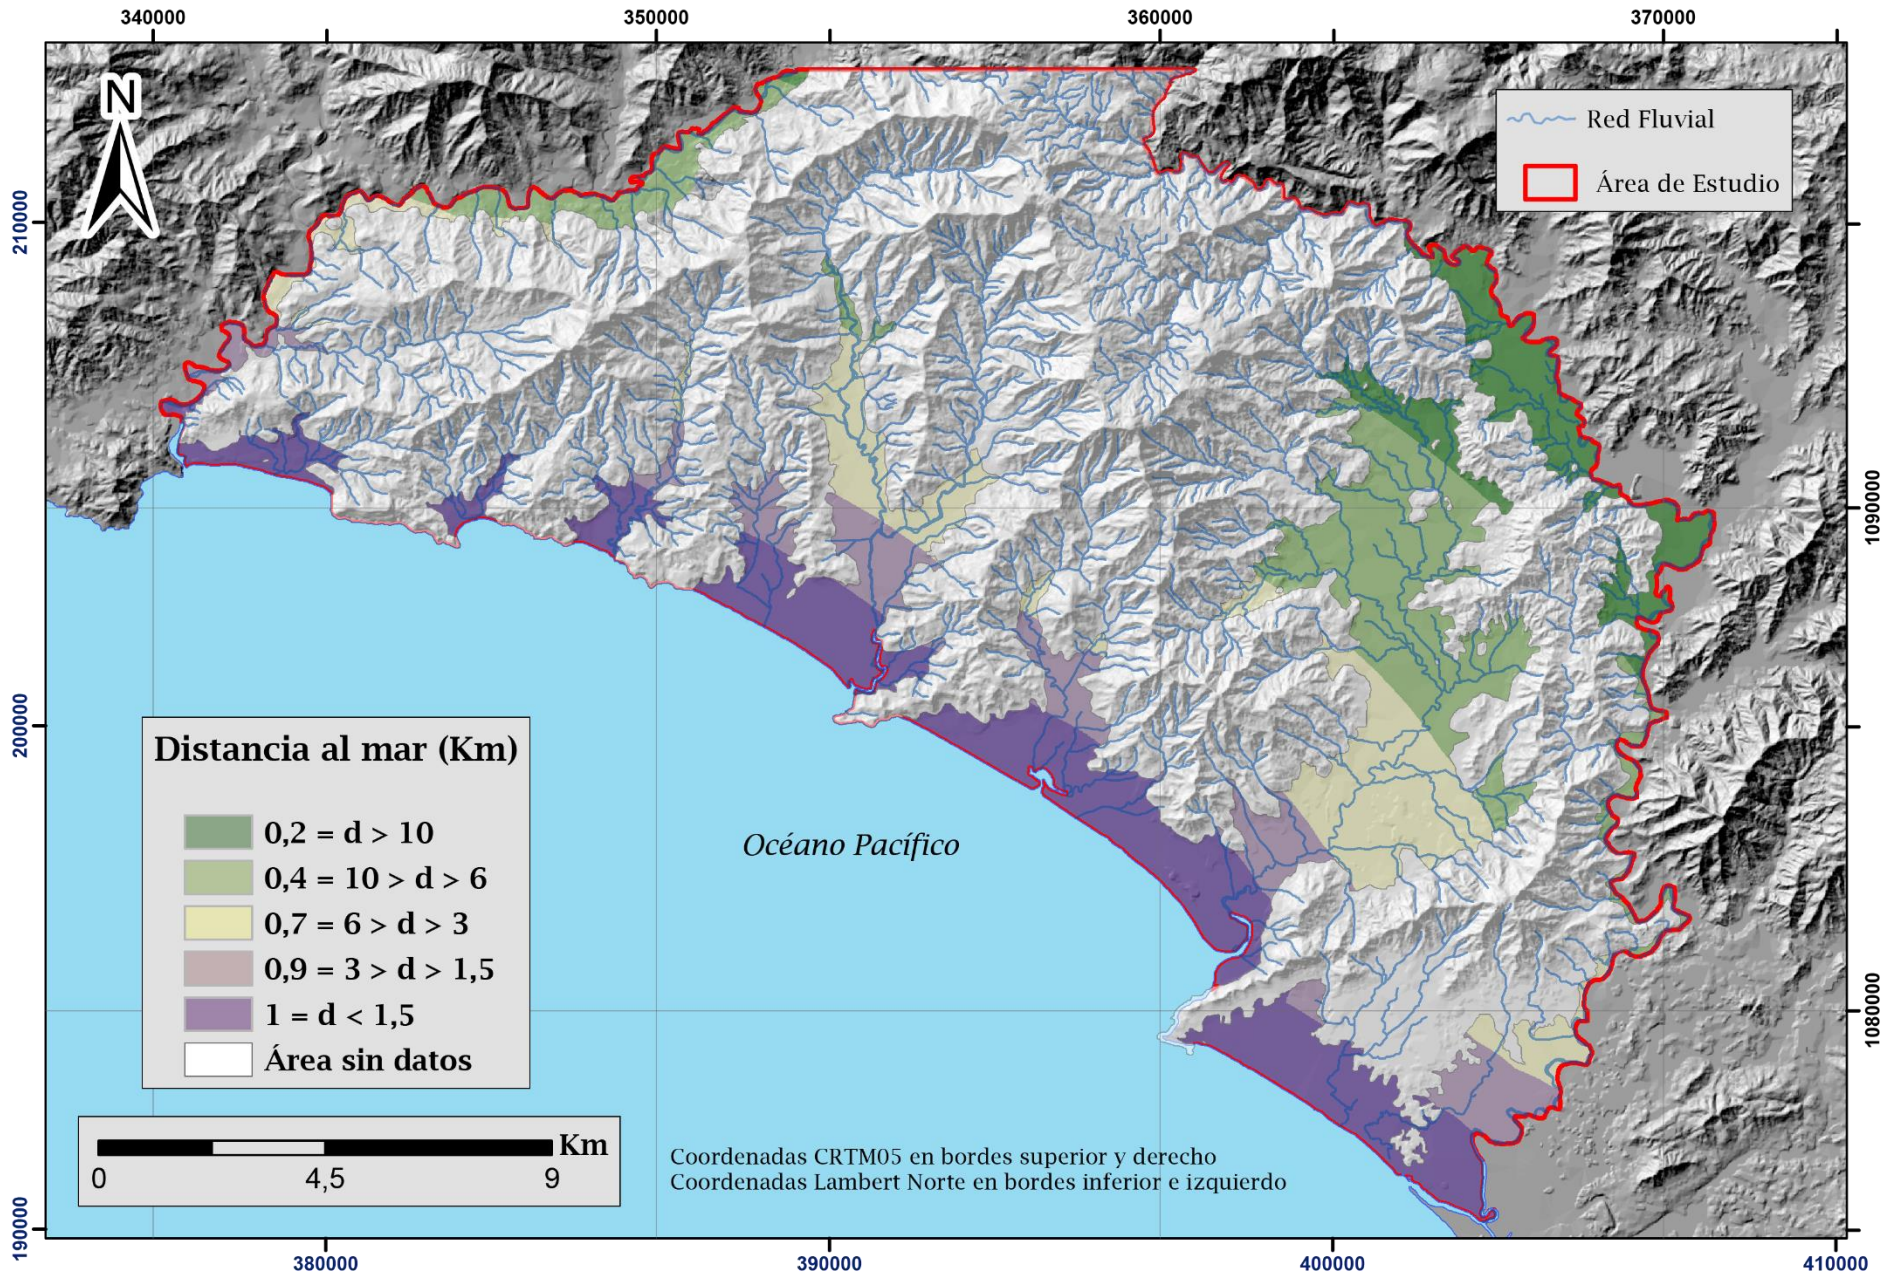 340000 350000 360000 370000
N
Red Fluvial
Área de Estudio
210000
200000
190000
1090000
1080000
Distancia al mar (Km)
0,2 = d > 10
0,4 = 10 > d > 6
0,7 = 6 > d > 3
0,9 = 3 > d > 1,5
1 = d < 1,5
Área sin datos
Océano Pacífico
Km
0 4,5 9
Coordenadas CRTM05 en bordes superior y derecho
Coordenadas Lambert Norte en bordes inferior e izquierdo
380000 390000 400000 410000